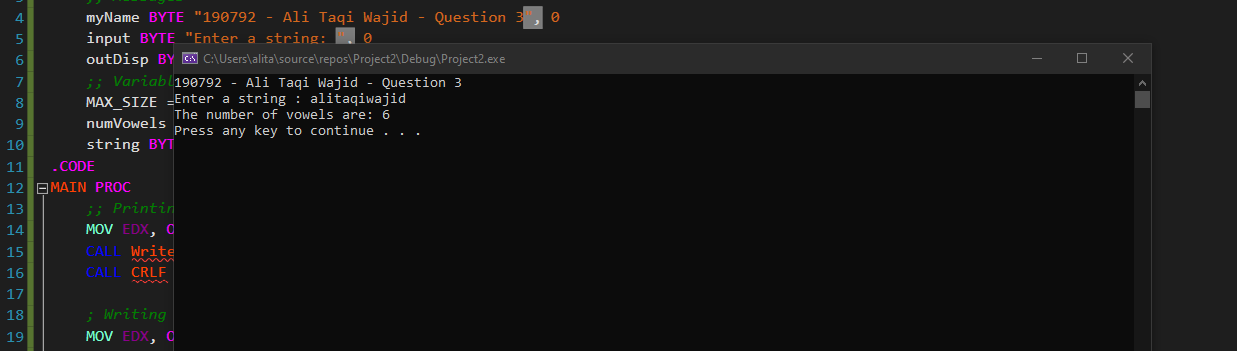 4 myName BYTE "190792 - Ali Taqi Wajid - Question 3", 0
5 input BYTE "Enter a string: ", 0
6 outDisp BY
C:\Users\alita\source\repos\Project2\Debug\Project2.exe
7 ;; Variabl
190792 - Ali Taqi Wajid - Question 3
8 MAX_SIZE =
Enter a string : alitaqiwajid
9 numVowels
The number of vowels are: 6
10 string BYT
Press any key to continue . . .
11 .CODE
12 MAIN PROC
13 ;; Printin
14 MOV EDX, O
15 CALL Write
16 CALL CRLF
17
18 ; Writing
19 MOV EDX, O